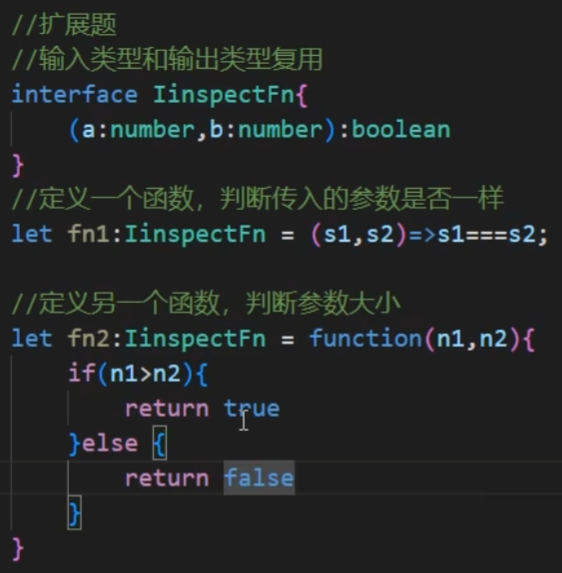 //扩展题
//输入类型和输出类型复用
interface IinspectFn{
    (a:number,b:number):boolean
}
//定义一个函数，判断传入的参数是否一样
let fn1:IinspectFn = (s1,s2)=>s1===s2;
//定义另一个函数，判断参数大小
let fn2:IinspectFn = function(n1,n2){
    if(n1>n2){
        return true
    }else {
        return false
    }
}